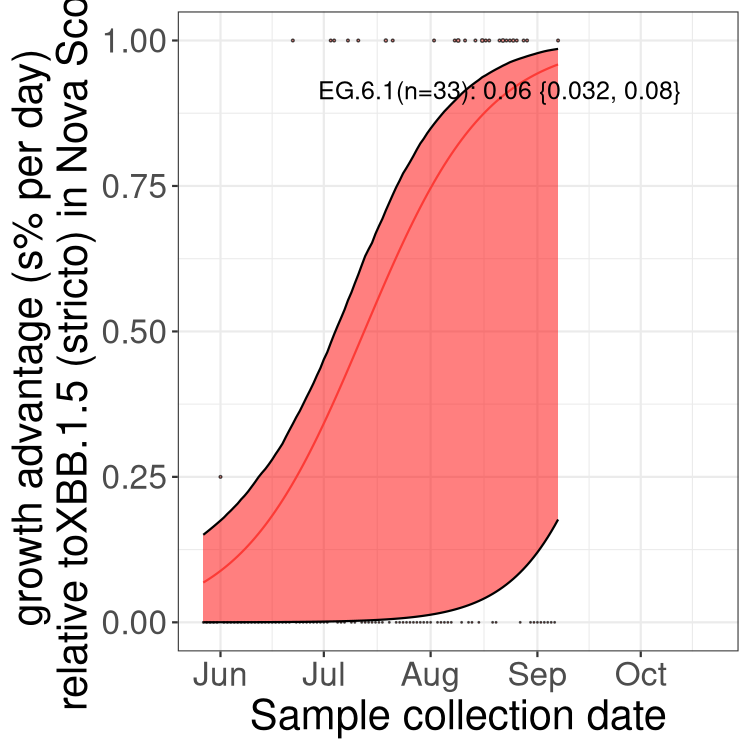 growth advantage (s% per day)
relative toXBB.1.5 (stricto) in Nova Sco
1.00
0.75
0.50
0.25
0.00
EG.6.1(n=33): 0.06 {0.032, 0.08}
Jun Jul Aug Sep Oct
Sample collection date